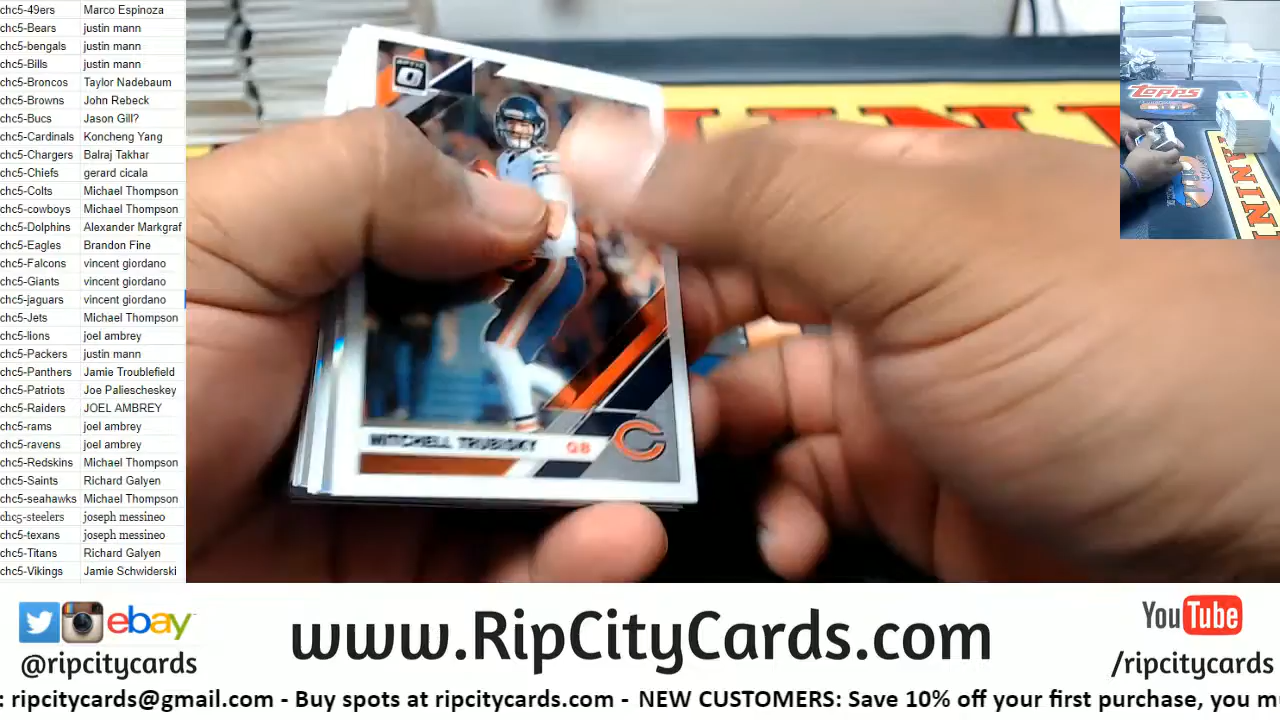 chc5-49ers Marco Espinoza
chc5-Bears justin mann
chc5-bengals justin mann
chc5-Bills justin mann
chc5-Broncos Taylor Nadebaum
chc5-Browns John Rebeck
chc5-Bucs Jason Gill?
chc5-Cardinals Koncheng Yang
chc5-Chargers Balraj Takhar
chc5-Chiefs gerard cicala
chc5-Colts Michael Thompson
chc5-cowboys Michael Thompson
chc5-Dolphins Alexander Markgraf
chc5-Eagles Brandon Fine
chc5-Falcons vincent giordano
chc5-Giants vincent giordano
chc5-jaguars vincent giordano
chc5-Jets Michael Thompson
chc5-lions joel ambrey
chc5-Packers justin mann
chc5-Panthers Jamie Troublefield
chc5-Patriots Joe Paliescheskey
chc5-Raiders JOEL AMBREY
chc5-rams joel ambrey
chc5-ravens joel ambrey
chc5-Redskins Michael Thompson
chc5-Saints Richard Galyen
chc5-seahawks Michael Thompson
chc5-steelers joseph messineo
chc5-texans joseph messineo
chc5-Titans Richard Galyen
chc5-Vikings Jamie Schwiderski
OPTIC
MITCHELL TRUBISKY QB
Topps
PANINI
ebay
@ripcitycards
www.RipCityCards.com
YouTube
/ripcitycards
: ripcitycards@gmail.com - Buy spots at ripcitycards.com - NEW CUSTOMERS: Save 10% off your first purchase, you m